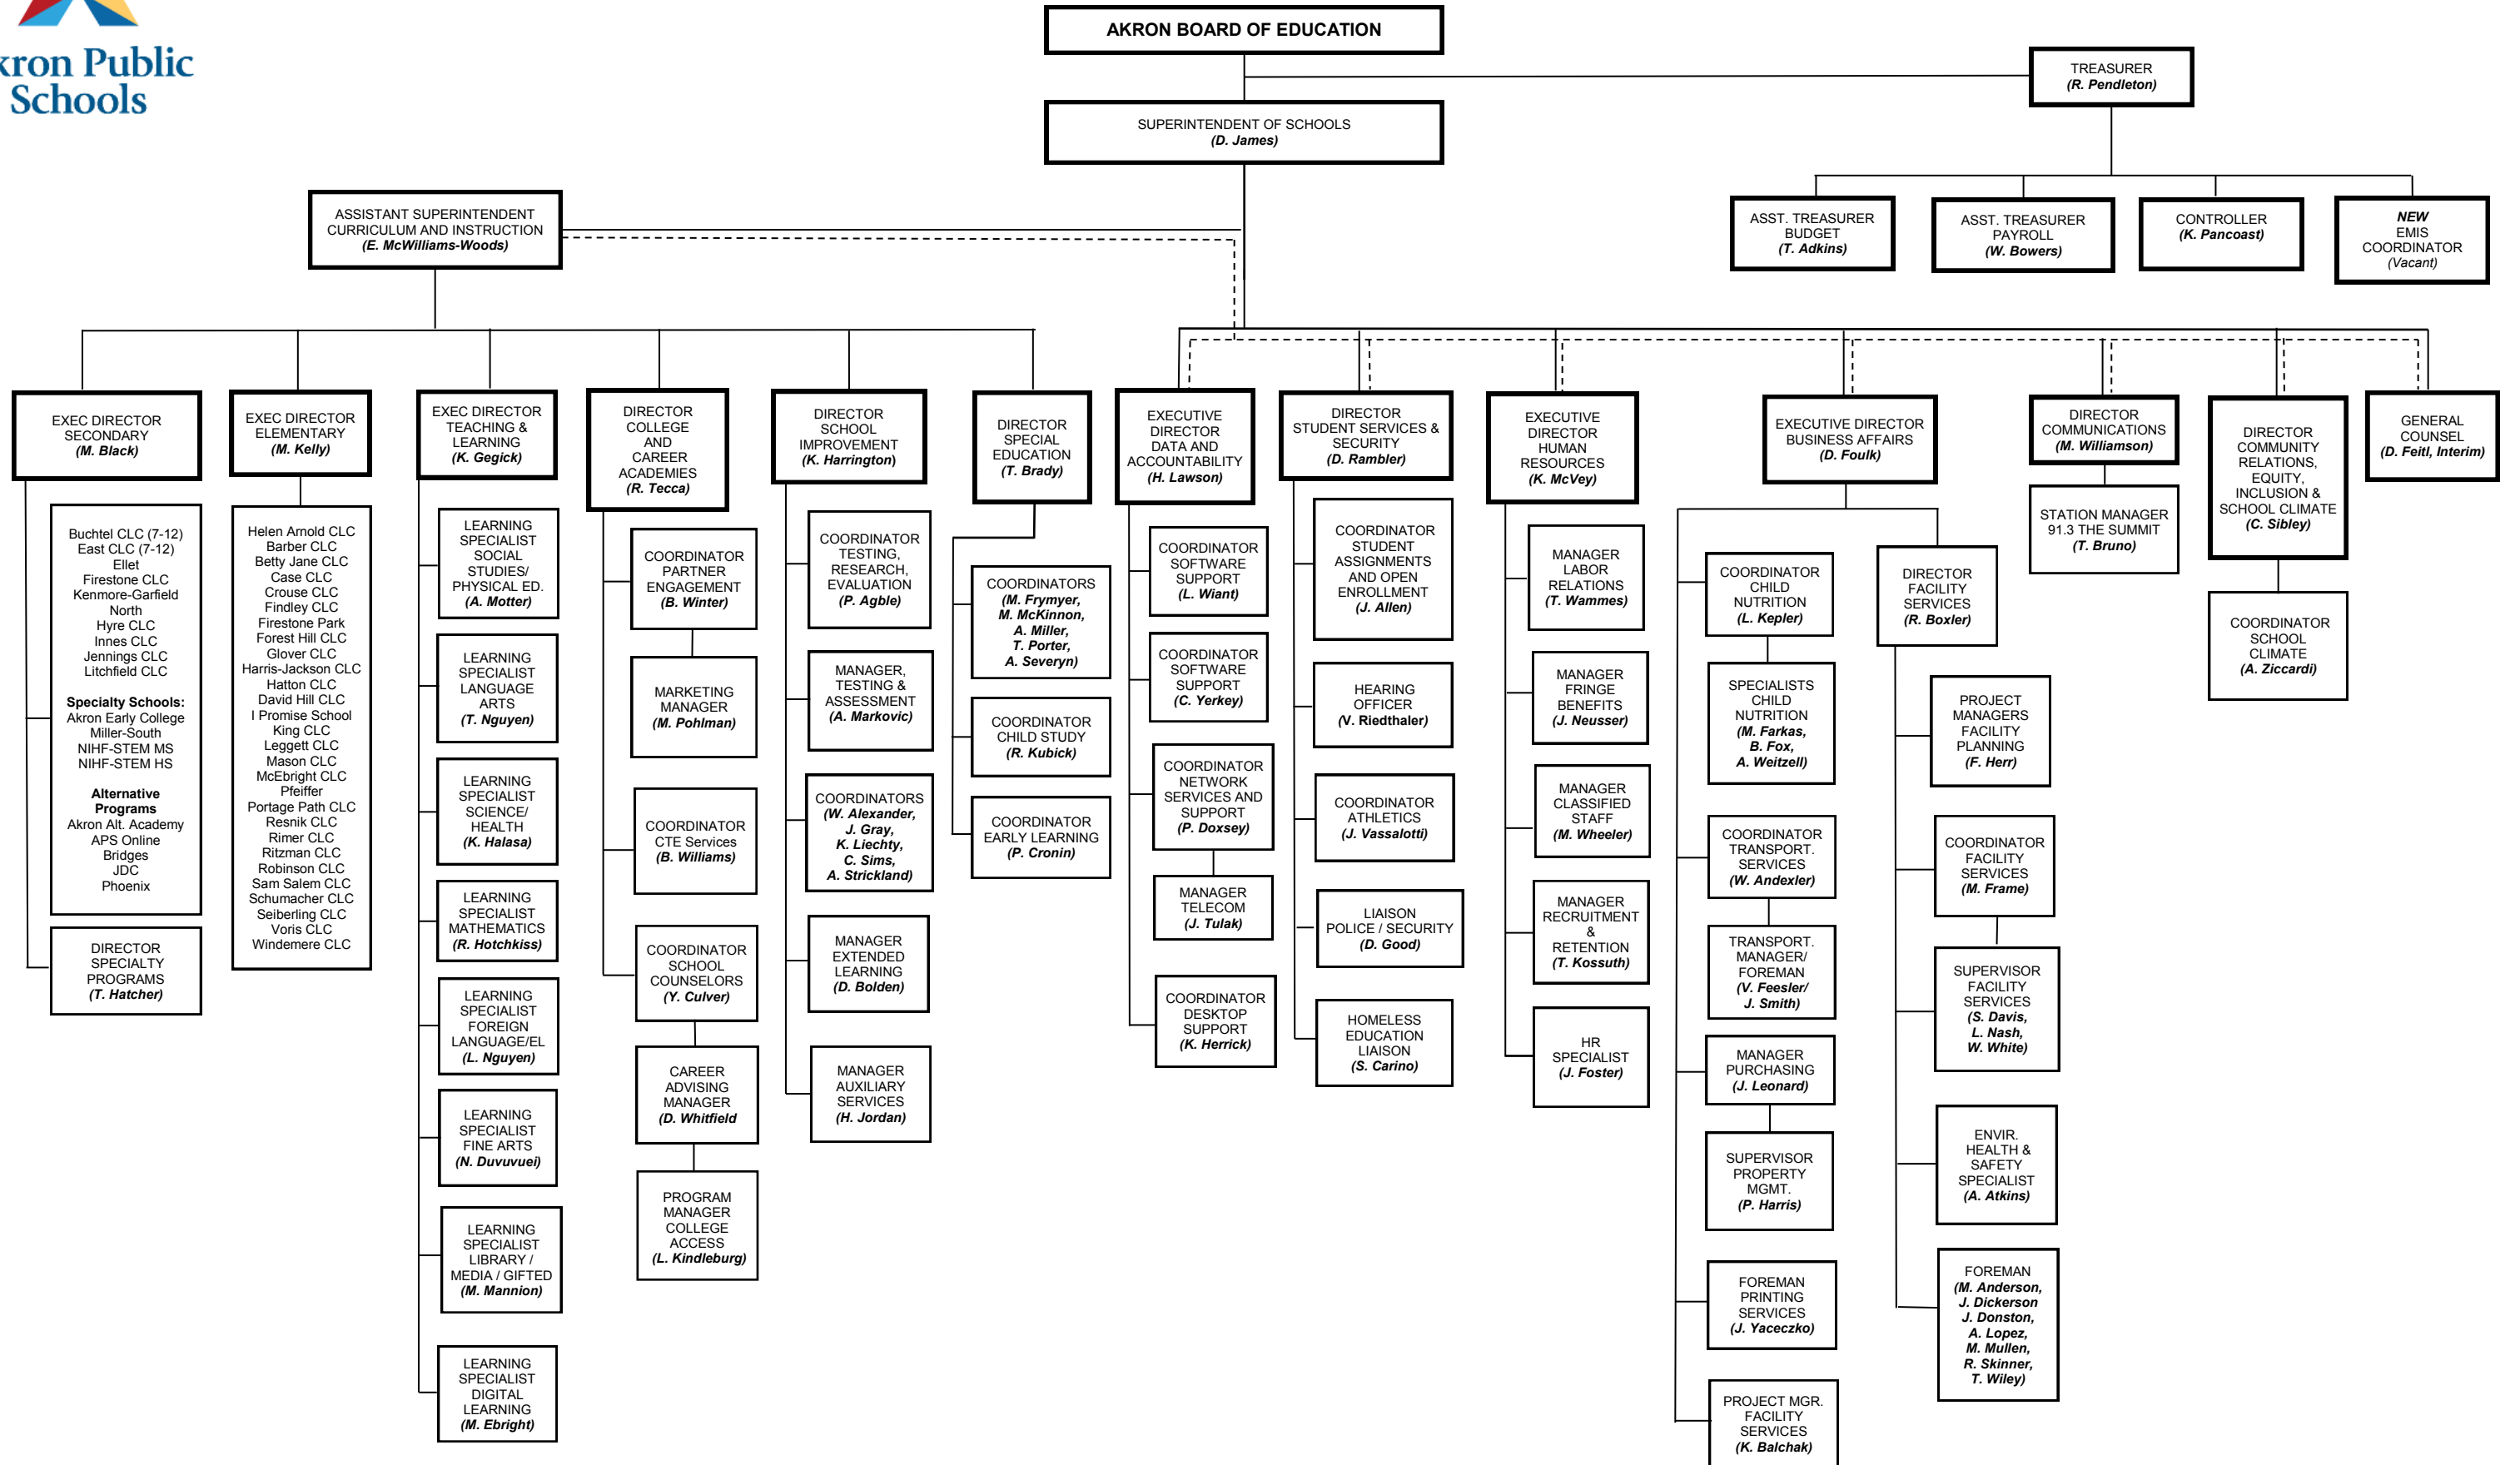 kron Public
Schools
AKRON BOARD OF EDUCATION
TREASURER
(R. Pendleton)
SUPERINTENDENT OF SCHOOLS
(D. James)
ASSISTANT SUPERINTENDENT
CURRICULUM AND INSTRUCTION
(E. McWilliams-Woods)
ASST. TREASURER
BUDGET
(T. Adkins)
ASST. TREASURER
PAYROLL
(W. Bowers)
CONTROLLER
(K. Pancoast)
NEW
EMIS
COORDINATOR
(Vacant)
EXEC DIRECTOR
SECONDARY
(M. Black)
Buchtel CLC (7-12)
East CLC (7-12)
Ellet
Firestone CLC
Kenmore-Garfield
North
Hyre CLC
Innes CLC
Jennings CLC
Litchfield CLC
Specialty Schools:
Akron Early College
Miller-South
NIHF-STEM MS
NIHF-STEM HS
Alternative
Programs
Akron Alt. Academy
APS Online
Bridges
JDC
Phoenix
DIRECTOR
SPECIALTY
PROGRAMS
(T. Hatcher)
EXEC DIRECTOR
ELEMENTARY
(M. Kelly)
Helen Arnold CLC
Barber CLC
Betty Jane CLC
Case CLC
Crouse CLC
Findley CLC
Firestone Park
Forest Hill CLC
Glover CLC
Harris-Jackson CLC
Hatton CLC
David Hill CLC
I Promise School
King CLC
Leggett CLC
Mason CLC
McEbright CLC
Pfeiffer
Portage Path CLC
Resnik CLC
Rimer CLC
Ritzman CLC
Robinson CLC
Sam Salem CLC
Schumacher CLC
Seiberling CLC
Voris CLC
Windemere CLC
EXEC DIRECTOR
TEACHING &
LEARNING
(K. Gegick)
LEARNING
SPECIALIST
SOCIAL
STUDIES/
PHYSICAL ED.
(A. Motter)
LEARNING
SPECIALIST
LANGUAGE
ARTS
(T. Nguyen)
LEARNING
SPECIALIST
SCIENCE/
HEALTH
(K. Halasa)
LEARNING
SPECIALIST
MATHEMATICS
(R. Hotchkiss)
LEARNING
SPECIALIST
FOREIGN
LANGUAGE/EL
(L. Nguyen)
LEARNING
SPECIALIST
FINE ARTS
(N. Duvuvuei)
LEARNING
SPECIALIST
LIBRARY /
MEDIA / GIFTED
(M. Mannion)
LEARNING
SPECIALIST
DIGITAL
LEARNING
(M. Ebright)
DIRECTOR
COLLEGE
AND
CAREER
ACADEMIES
(R. Tecca)
COORDINATOR
PARTNER
ENGAGEMENT
(B. Winter)
MARKETING
MANAGER
(M. Pohlman)
COORDINATOR
CTE Services
(B. Williams)
COORDINATOR
SCHOOL
COUNSELORS
(Y. Culver)
CAREER
ADVISING
MANAGER
(D. Whitfield
PROGRAM
MANAGER
COLLEGE
ACCESS
(L. Kindleburg)
DIRECTOR
SCHOOL
IMPROVEMENT
(K. Harrington)
COORDINATOR
TESTING,
RESEARCH,
EVALUATION
(P. Agble)
MANAGER,
TESTING &
ASSESSMENT
(A. Markovic)
COORDINATORS
(W. Alexander,
J. Gray,
K. Liechty,
C. Sims,
A. Strickland)
MANAGER
EXTENDED
LEARNING
(D. Bolden)
MANAGER
AUXILIARY
SERVICES
(H. Jordan)
DIRECTOR
SPECIAL
EDUCATION
(T. Brady)
COORDINATORS
(M. Frymyer,
M. McKinnon,
A. Miller,
T. Porter,
A. Severyn)
COORDINATOR
CHILD STUDY
(R. Kubick)
COORDINATOR
EARLY LEARNING
(P. Cronin)
EXECUTIVE
DIRECTOR
DATA AND
ACCOUNTABILITY
(H. Lawson)
COORDINATOR
SOFTWARE
SUPPORT
(L. Wiant)
COORDINATOR
SOFTWARE
SUPPORT
(C. Yerkey)
COORDINATOR
NETWORK
SERVICES AND
SUPPORT
(P. Doxsey)
MANAGER
TELECOM
(J. Tulak)
COORDINATOR
DESKTOP
SUPPORT
(K. Herrick)
DIRECTOR
STUDENT SERVICES &
SECURITY
(D. Rambler)
COORDINATOR
STUDENT
ASSIGNMENTS
AND OPEN
ENROLLMENT
(J. Allen)
HEARING
OFFICER
(V. Riedthaler)
COORDINATOR
ATHLETICS
(J. Vassalotti)
LIAISON
POLICE / SECURITY
(D. Good)
HOMELESS
EDUCATION
LIAISON
(S. Carino)
EXECUTIVE
DIRECTOR
HUMAN
RESOURCES
(K. McVey)
MANAGER
LABOR
RELATIONS
(T. Wammes)
MANAGER
FRINGE
BENEFITS
(J. Neusser)
MANAGER
CLASSIFIED
STAFF
(M. Wheeler)
MANAGER
RECRUITMENT
&
RETENTION
(T. Kossuth)
HR
SPECIALIST
(J. Foster)
EXECUTIVE DIRECTOR
BUSINESS AFFAIRS
(D. Foulk)
COORDINATOR
CHILD
NUTRITION
(L. Kepler)
SPECIALISTS
CHILD
NUTRITION
(M. Farkas,
B. Fox,
A. Weitzell)
COORDINATOR
TRANSPORT.
SERVICES
(W. Andexler)
TRANSPORT.
MANAGER/
FOREMAN
(V. Feesler/
J. Smith)
MANAGER
PURCHASING
(J. Leonard)
SUPERVISOR
PROPERTY
MGMT.
(P. Harris)
FOREMAN
PRINTING
SERVICES
(J. Yaceczko)
PROJECT MGR.
FACILITY
SERVICES
(K. Balchak)
DIRECTOR
FACILITY
SERVICES
(R. Boxler)
PROJECT
MANAGERS
FACILITY
PLANNING
(F. Herr)
COORDINATOR
FACILITY
SERVICES
(M. Frame)
SUPERVISOR
FACILITY
SERVICES
(S. Davis,
L. Nash,
W. White)
ENVIR.
HEALTH &
SAFETY
SPECIALIST
(A. Atkins)
FOREMAN
(M. Anderson,
J. Dickerson
J. Donston,
A. Lopez,
M. Mullen,
R. Skinner,
T. Wiley)
DIRECTOR
COMMUNICATIONS
(M. Williamson)
STATION MANAGER
91.3 THE SUMMIT
(T. Bruno)
DIRECTOR
COMMUNITY
RELATIONS,
EQUITY,
INCLUSION &
SCHOOL CLIMATE
(C. Sibley)
COORDINATOR
SCHOOL
CLIMATE
(A. Ziccardi)
GENERAL
COUNSEL
(D. Feitl, Interim)